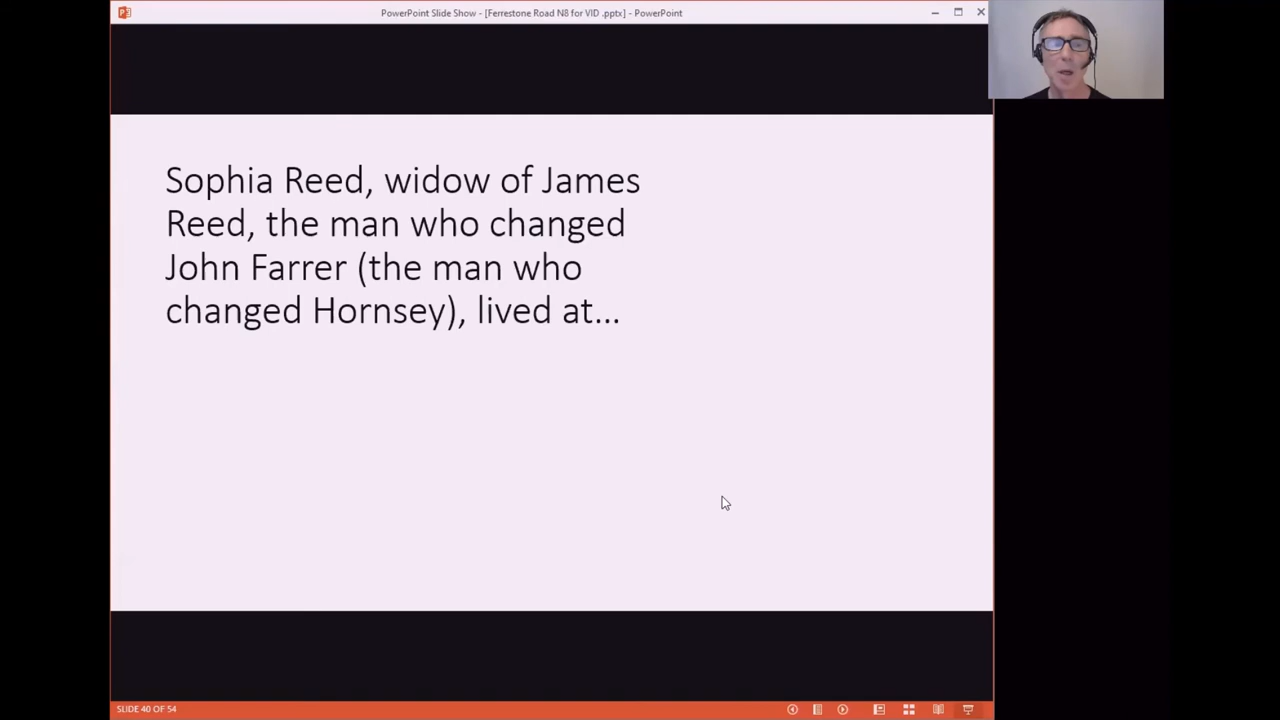 PowerPoint Slide Show - [Ferrestone Road N8 for VID .pptx] - PowerPoint
Sophia Reed, widow of James
Reed, the man who changed
John Farrer (the man who
changed Hornsey), lived at...
SLIDE 40 OF 54